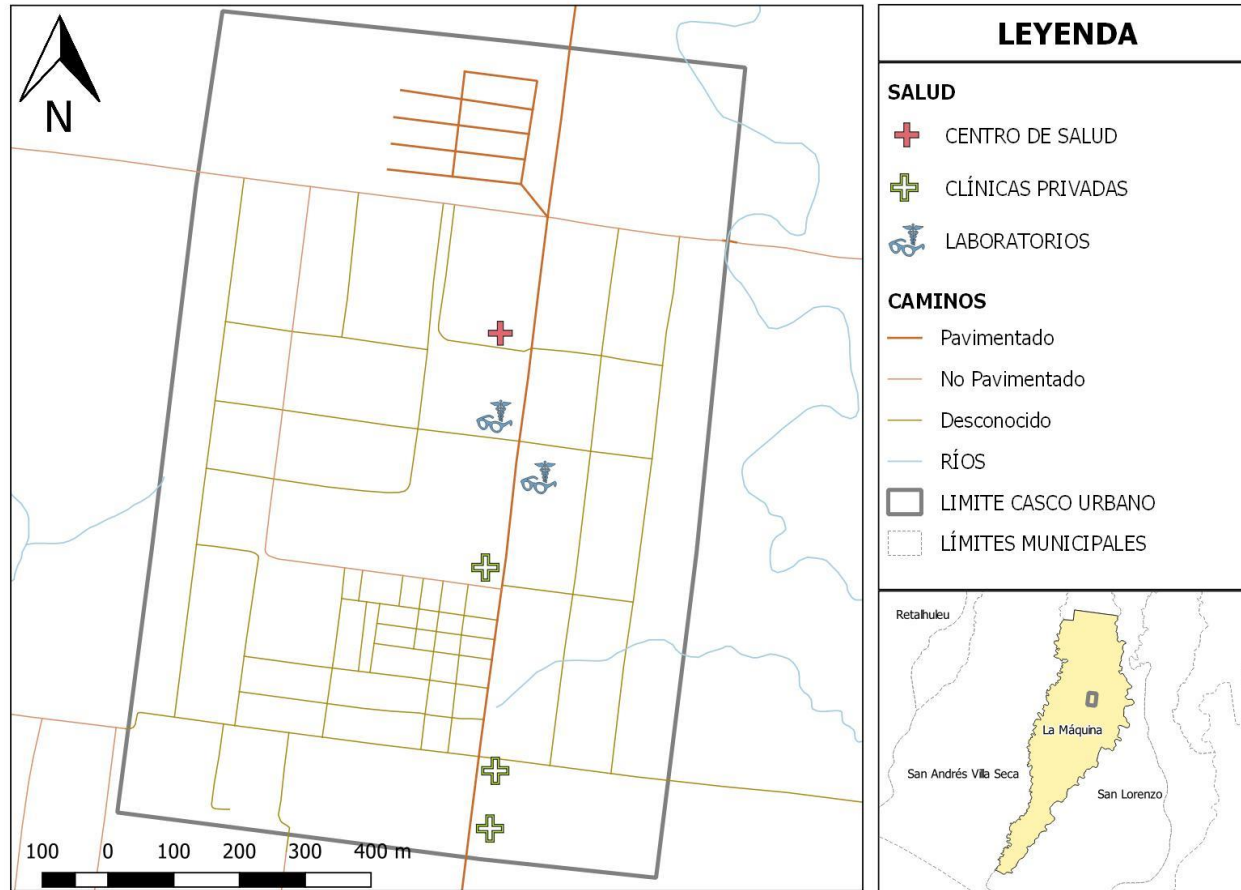 N
100 0 100 200 300 400 m
LEYENDA
SALUD
CENTRO DE SALUD
CLÍNICAS PRIVADAS
LABORATORIOS
CAMINOS
Pavimentado
No Pavimentado
Desconocido
RÍOS
LIMITE CASCO URBANO
LÍMITES MUNICIPALES
Retalhuleu
La Máquina
San Andrés Villa Seca
San Lorenzo